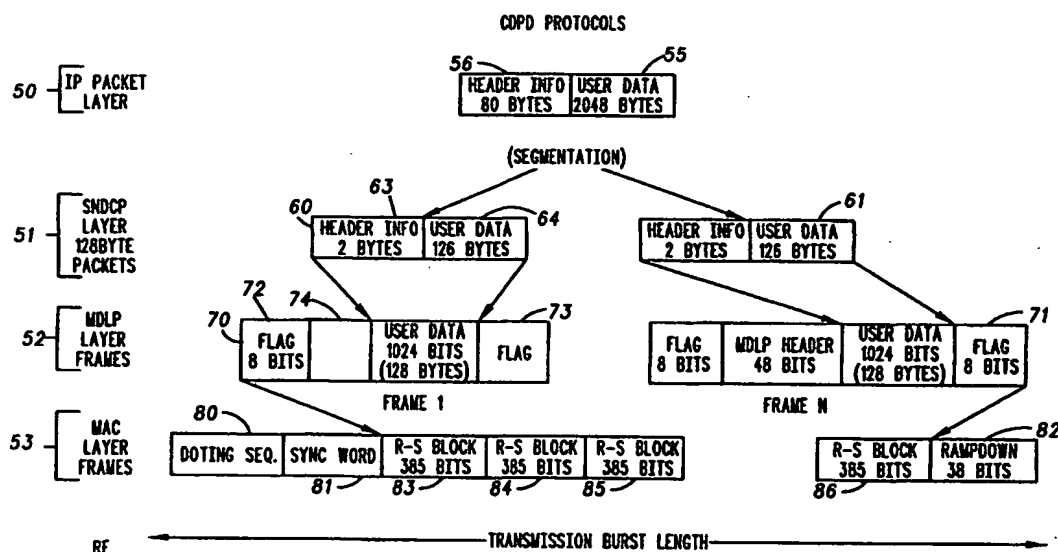 CDPD PROTOCOLS
56
55
50
IP PACKET
LAYER
HEADER INFO
80 BYTES
USER DATA
2048 BYTES
(SEGMENTATION)
51
SNDCP
LAYER
128BYTE
PACKETS
60
63
64
61
HEADER INFO
2 BYTES
USER DATA
126 BYTES
HEADER INFO
2 BYTES
USER DATA
126 BYTES
52
MDLP
LAYER
FRAMES
70
72
74
73
71
FLAG
8 BITS
USER DATA
1024 BITS
(128 BYTES)
FLAG
FLAG
8 BITS
MDLP HEADER
48 BITS
USER DATA
1024 BITS
(128 BYTES)
FLAG
8 BITS
FRAME 1
FRAME N
53
MAC
LAYER
FRAMES
80
82
DOTING SEQ.
SYNC WORD
R-S BLOCK
385 BITS
R-S BLOCK
385 BITS
R-S BLOCK
385 BITS
R-S BLOCK
385 BITS
RAMPDOWN
38 BITS
81
83
84
85
86
RF
TRANSMISSION BURST LENGTH